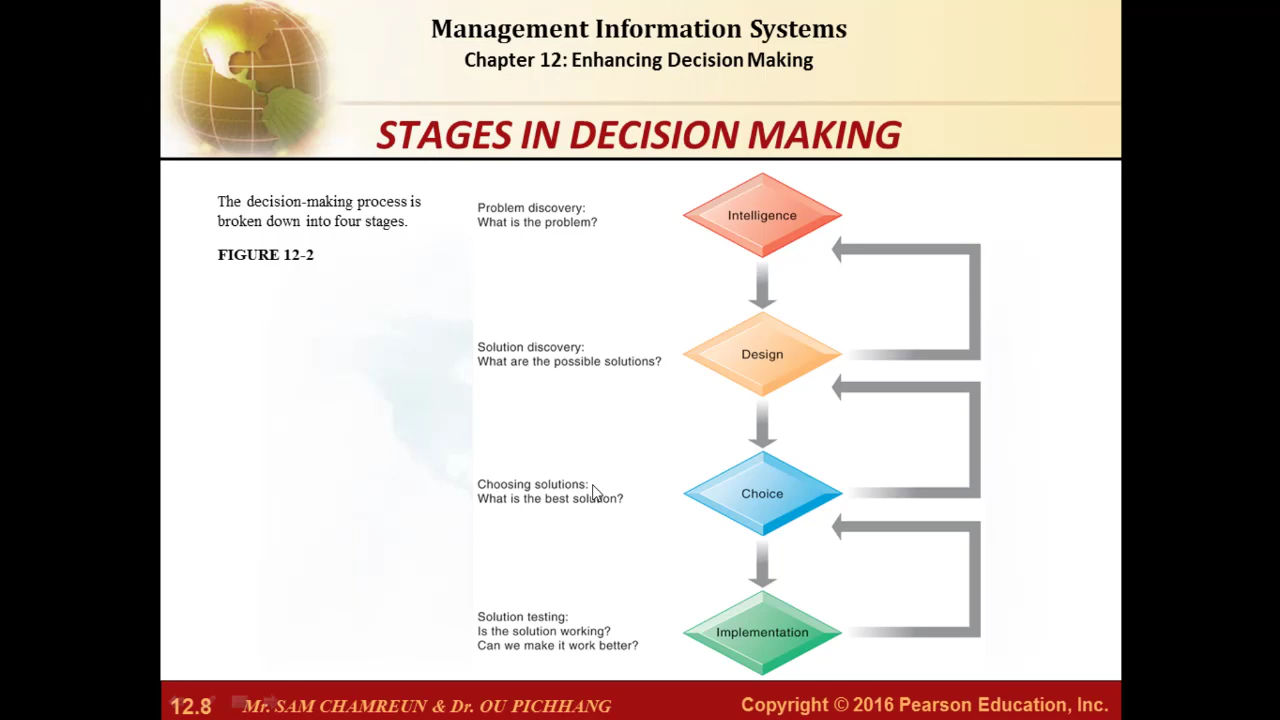 Management Information Systems
Chapter 12: Enhancing Decision Making
STAGES IN DECISION MAKING
The decision-making process is
broken down into four stages.
FIGURE 12-2
Problem discovery:
What is the problem?
Intelligence
Solution discovery:
What are the possible solutions?
Design
Choosing solutions:
What is the best solution?
Choice
Solution testing:
Is the solution working?
Can we make it work better?
Implementation
12.8
Mr. SAM CHAMREUN & Dr. OU PICHHANG
Copyright © 2016 Pearson Education, Inc.